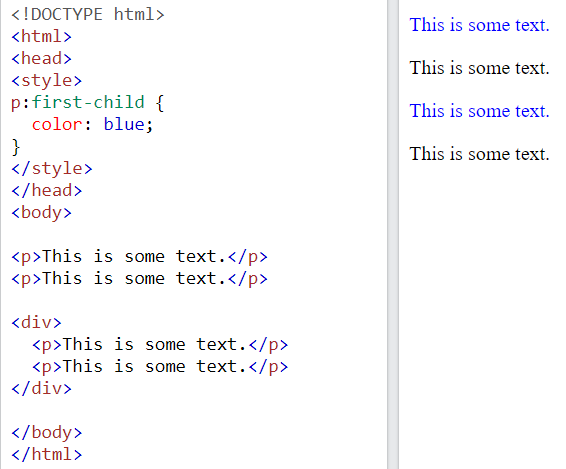 <!DOCTYPE html>
<html>
<head>
<style>
p:first-child {
  color: blue;
}
</style>
</head>
<body>

<p>This is some text.</p>
<p>This is some text.</p>

<div>
  <p>This is some text.</p>
  <p>This is some text.</p>
</div>

</body>
</html>
This is some text.
This is some text.
This is some text.
This is some text.